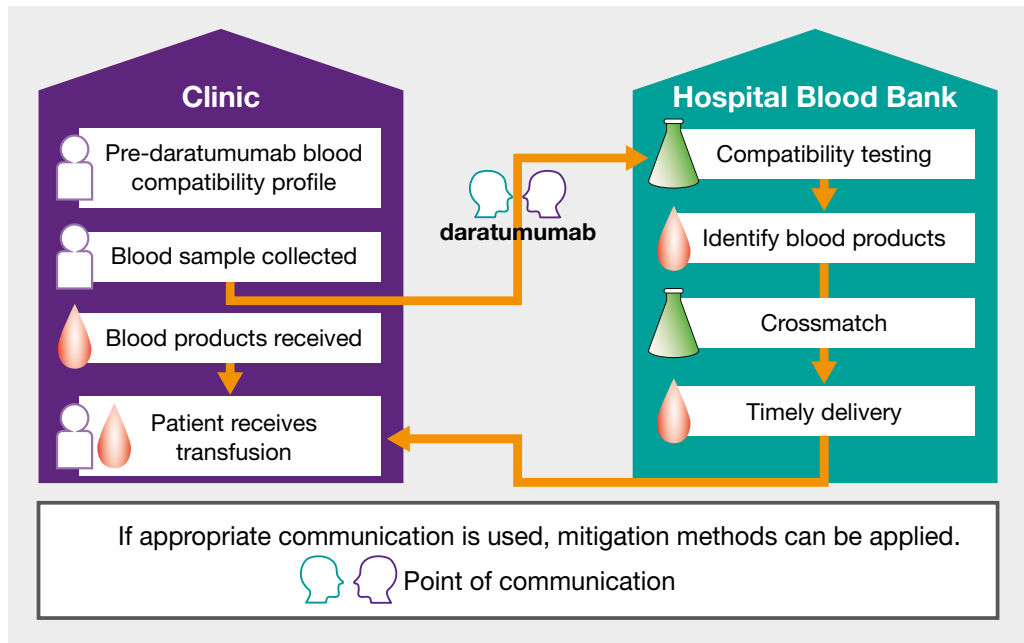 Clinic
Pre-daratumumab blood
compatibility profile
Blood sample collected
Blood products received
Patient receives
transfusion
daratumumab
Hospital Blood Bank
Compatibility testing
Identify blood products
Crossmatch
Timely delivery
If appropriate communication is used, mitigation methods can be applied.
Point of communication